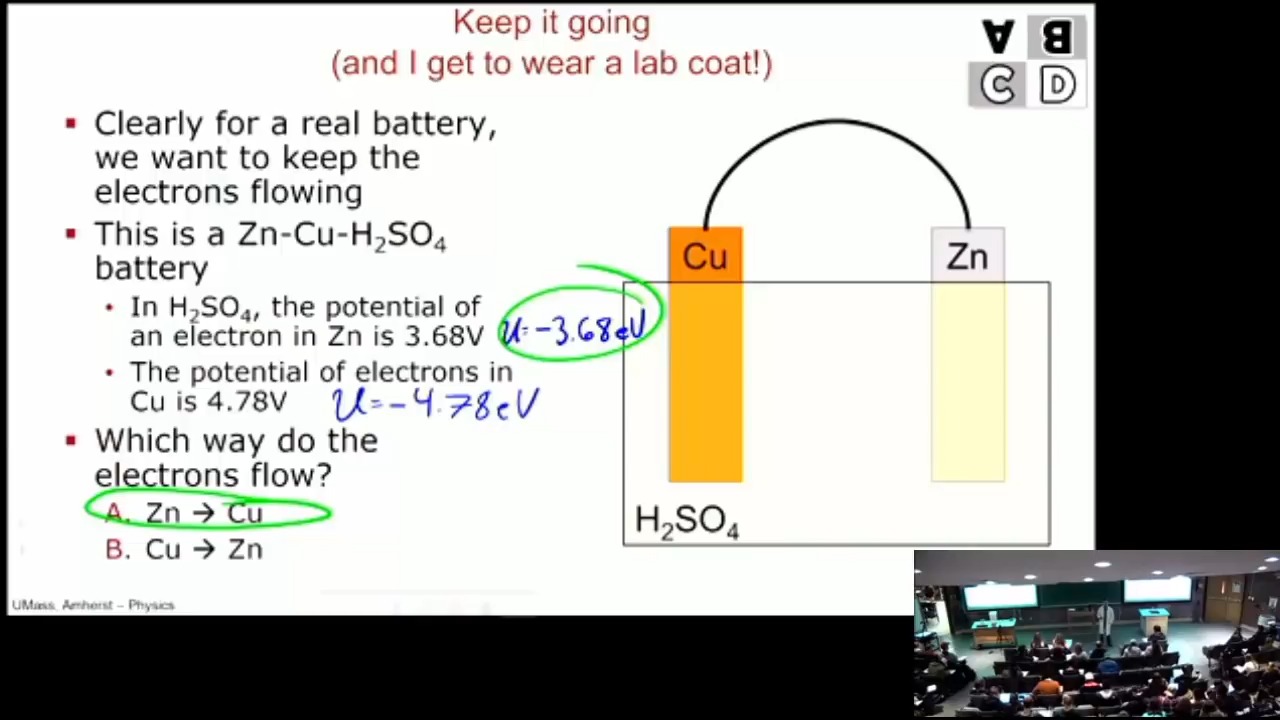 Keep it going
(and I get to wear a lab coat!)
A B
C D
▪ Clearly for a real battery,
we want to keep the
electrons flowing
▪ This is a Zn-Cu-H₂SO₄
battery
• In H₂SO₄, the potential of
an electron in Zn is 3.68V U=-3.68eV
• The potential of electrons in
Cu is 4.78V U=-4.78eV
▪ Which way do the
electrons flow?
A. Zn → Cu
B. Cu → Zn
Cu
Zn
H₂SO₄
UMass, Amherst – Physics